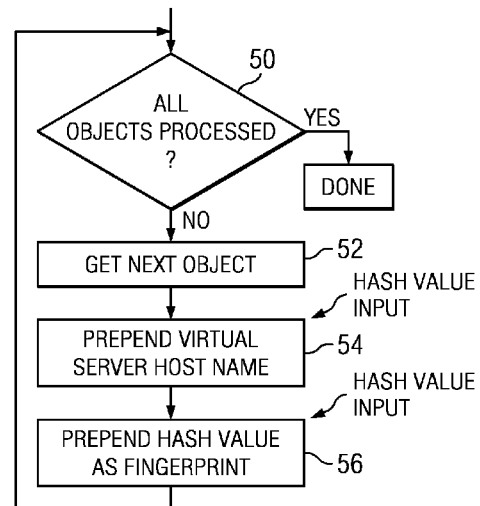 50
ALL
OBJECTS PROCESSED
?
YES
DONE
NO
GET NEXT OBJECT
52
HASH VALUE
INPUT
PREPEND VIRTUAL
SERVER HOST NAME
54
HASH VALUE
INPUT
PREPEND HASH VALUE
AS FINGERPRINT
56